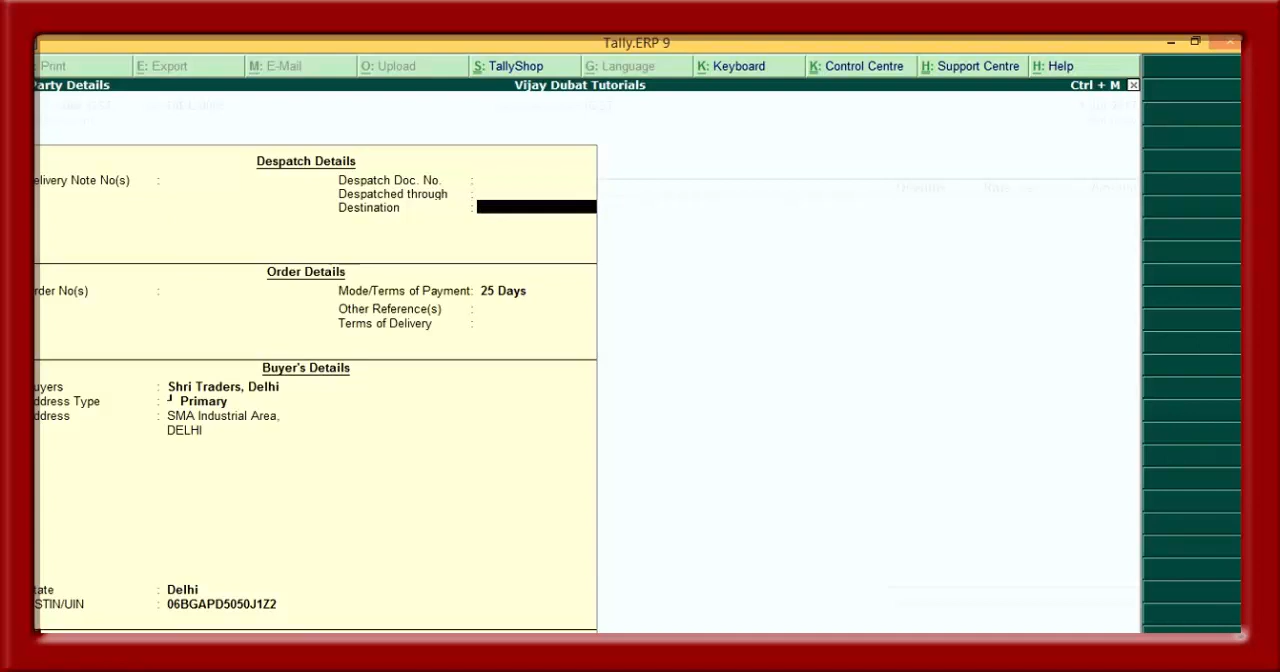 Tally.ERP 9
Print E: Export M: E-Mail O: Upload S: TallyShop G: Language K: Keyboard K: Control Centre H: Support Centre H: Help
arty Details Vijay Dubat Tutorials Ctrl + M
Despatch Details
elivery Note No(s) : Despatch Doc. No. :
Despatched through :
Destination :
Order Details
rder No(s) : Mode/Terms of Payment: 25 Days
Other Reference(s) :
Terms of Delivery :
Buyer's Details
uyers : Shri Traders, Delhi
ddress Type : ┘ Primary
ddress : SMA Industrial Area,
DELHI
tate : Delhi
STIN/UIN : 06BGAPD5050J1Z2